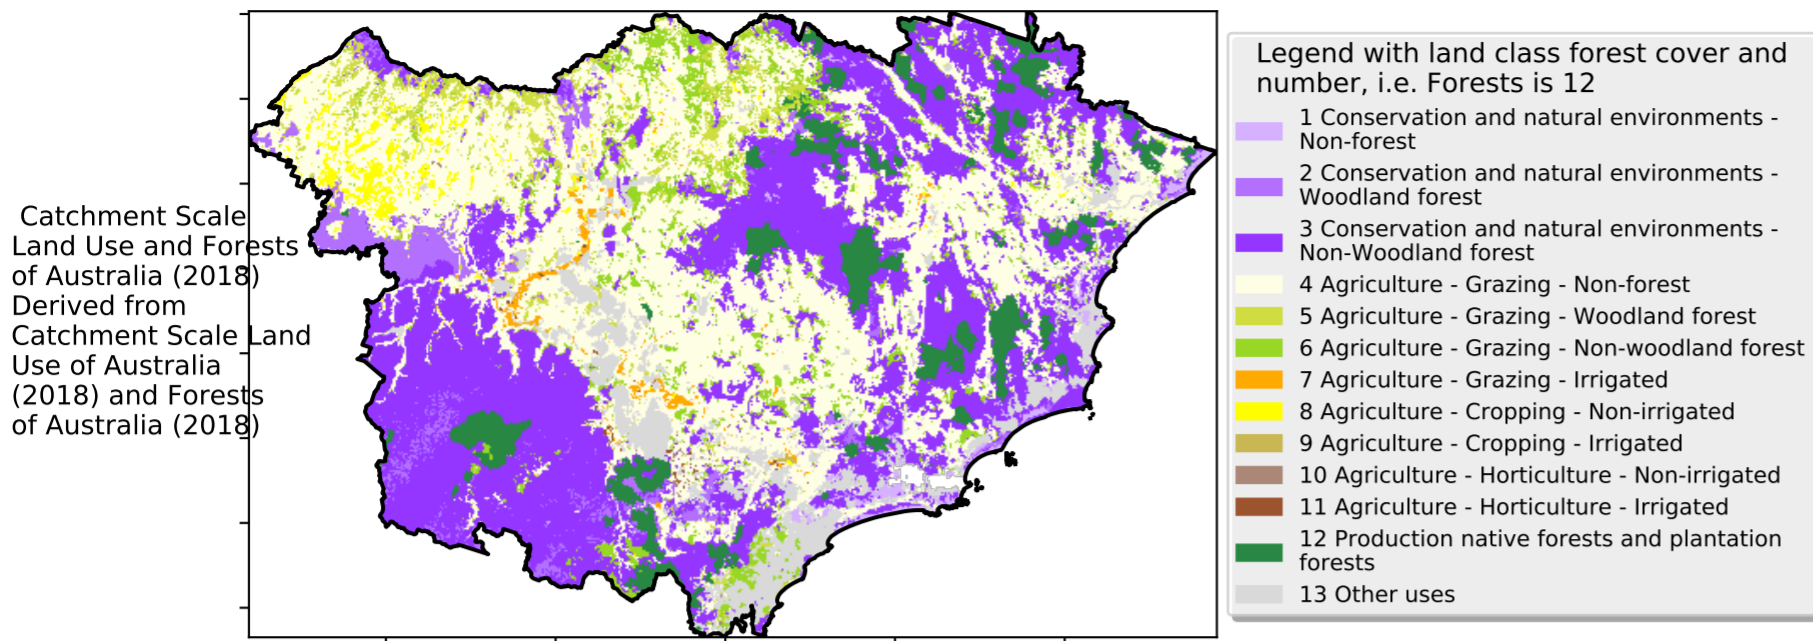 Catchment Scale
Land Use and Forests
of Australia (2018)
Derived from
Catchment Scale Land
Use of Australia
(2018) and Forests
of Australia (2018)
Legend with land class forest cover and
number, i.e. Forests is 12
1 Conservation and natural environments -
Non-forest
2 Conservation and natural environments -
Woodland forest
3 Conservation and natural environments -
Non-Woodland forest
4 Agriculture - Grazing - Non-forest
5 Agriculture - Grazing - Woodland forest
6 Agriculture - Grazing - Non-woodland forest
7 Agriculture - Grazing - Irrigated
8 Agriculture - Cropping - Non-irrigated
9 Agriculture - Cropping - Irrigated
10 Agriculture - Horticulture - Non-irrigated
11 Agriculture - Horticulture - Irrigated
12 Production native forests and plantation
forests
13 Other uses